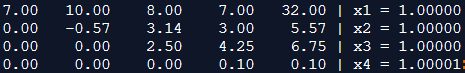 7.00 10.00 8.00 7.00 32.00 | x1 = 1.00000
0.00 -0.57 3.14 3.00 5.57 | x2 = 1.00000
0.00 0.00 2.50 4.25 6.75 | x3 = 1.00000
0.00 0.00 0.00 0.10 0.10 | x4 = 1.00001